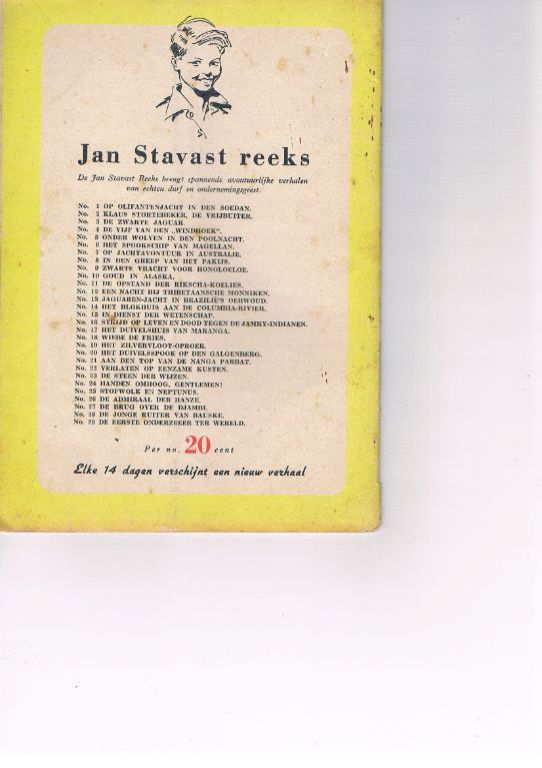 Jan Stavast reeks
De Jan Stavast Reeks brengt spannende avontuurlijke verhalen
van echten durf en ondernemingsgeest.
No. 1 OP OLIFANTENJACHT IN DEN SOEDAN.
No. 2 KLAUS STORTEBEKER, DE VRIJBUITER.
No. 3 DE ZWARTE JAGUAR.
No. 4 DE VIJF VAN DEN „WINDHOEK".
No. 5 ONDER WOLVEN IN DEN POOLNACHT.
No. 6 HET SPOOKSCHIP VAN MAGELLAN.
No. 7 OP JACHTAVONTUUR IN AUSTRALIE.
No. 8 IN DEN GREEP VAN HET PAKIJS.
No. 9 ZWARTE VRACHT VOOR HONOLOELOE.
No. 10 GOUD IN ALASKA.
No. 11 DE OPSTAND DER RIKSCHA-KOELIES.
No. 12 EEN NACHT BIJ THIBETAANSCHE MONNIKEN.
No. 13 JAGUAREN-JACHT IN BRAZILIË'S OERWOUD.
No. 14 HET BLOKHUIS AAN DE COLUMBIA-RIVIER.
No. 15 IN DIENST DER WETENSCHAP.
No. 16 STRIJD OP LEVEN EN DOOD TEGEN DE JAMRY-INDIANEN.
No. 17 HET DUIVELSHUIS VAN MARANGA.
No. 18 WIEBE DE FRIES.
No. 19 HET ZILVERVLOOT-OPROER.
No. 20 HET DUIVELSSPOOK OP DEN GALGENBERG.
No. 21 AAN DEN TOP VAN DE NANGA PARBAT.
No. 22 VERLATEN OP EENZAME KUSTEN.
No. 23 DE STEEN DER WIJZEN.
No. 24 HANDEN OMHOOG, GENTLEMEN!
No. 25 STOFWOLK EN NEPTUNUS.
No. 26 DE ADMIRAAL DER HANZE.
No. 27 DE BRUG OVER DE DJAMBI.
No. 28 DE JONGE RUITER VAN BAUSKE.
No. 29 DE EERSTE ONDERZEEER TER WERELD.
Per no. 20 cent
Elke 14 dagen verschijnt een nieuw verhaal